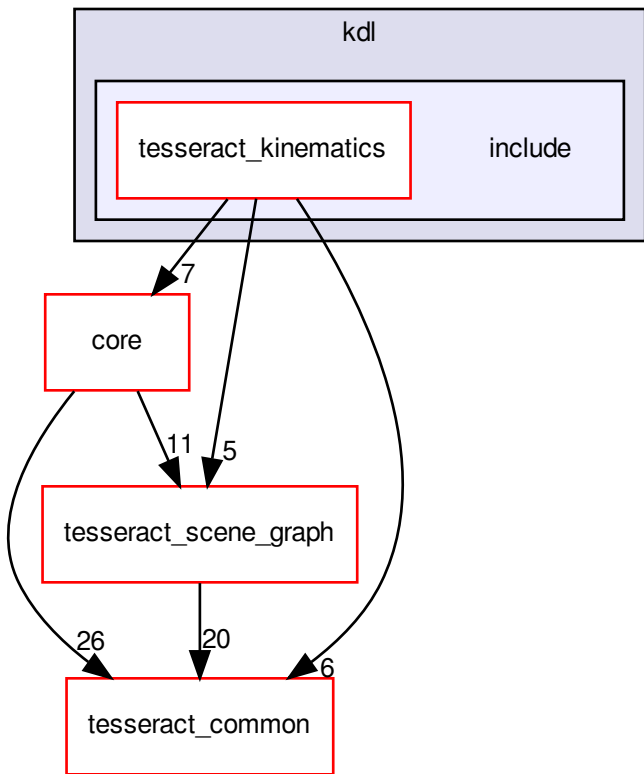 kdl
tesseract_kinematics
include
7
core
11
5
tesseract_scene_graph
26
20
6
tesseract_common